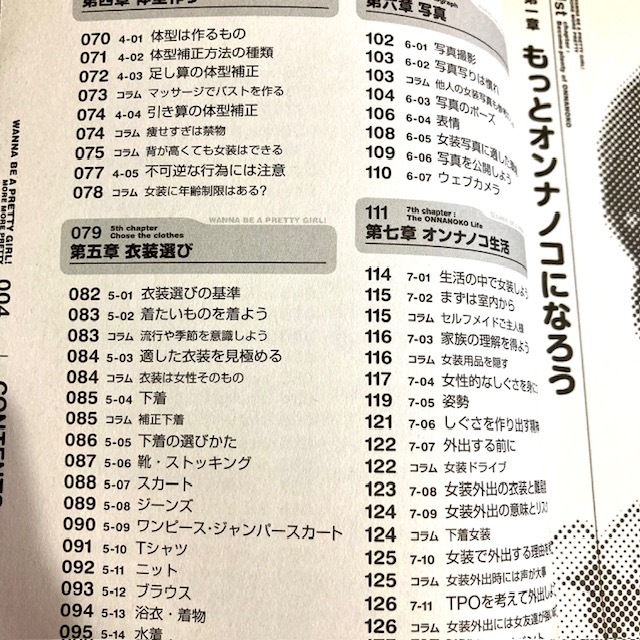 第四章 体型作り
070 4-01 体型は作るもの
071 4-02 体型補正方法の種類
072 4-03 足し算の体型補正
073 コラム マッサージでバストを作る
074 4-04 引き算の体型補正
074 コラム 痩せすぎは禁物
075 コラム 背が高くても女装はできる
077 4-05 不可逆な行為には注意
078 コラム 女装に年齢制限はある?
WANNA BE A PRETTY GIRL!
079 5th chapter :
Chose the clothes
第五章 衣装選び
082 5-01 衣装選びの基準
083 5-02 着たいものを着よう
083 コラム 流行や季節を意識しよう
084 5-03 適した衣装を見極める
084 コラム 衣装は女性そのもの
085 5-04 下着
085 コラム 補正下着
086 5-05 下着の選びかた
087 5-06 靴・ストッキング
088 5-07 スカート
089 5-08 ジーンズ
090 5-09 ワンピース・ジャンパースカート
091 5-10 Tシャツ
092 5-11 ニット
093 5-12 ブラウス
094 5-13 浴衣・着物
095 5-14 水着
第六章 写真
102 6-01 写真撮影
103 6-02 写真写りは慣れ
103 コラム 他人の女装写真も
104 6-03 写真のポーズ
106 6-04 表情
108 6-05 女装写真に適した
109 6-06 写真を公開しよう
110 6-07 ウェブカメラ
111 7th chapter :
The ONNANOKO Life
第七章 オンナノコ生活
114 7-01 生活の中で女装しよう
115 7-02 まずは室内から
115 コラム セルフメイドご主人様
116 7-03 家族の理解を得よう
116 コラム 女装用品を隠す
117 7-04 女性的なしぐさを身に
119 7-05 姿勢
121 7-06 しぐさを作り出す
122 7-07 外出する前に
122 コラム 女装ドライブ
123 7-08 女装外出の衣装と
124 7-09 女装外出の意味とリス
124 コラム 下着女装
125 7-10 女装で外出する理由を
125 コラム 女装外出時には声が大事
126 7-11 TPOを考えて外出しよ
126 コラム 女装外出には女友達が
WANNA BE A PRETTY GIRL!
MORE MORE PRETTY
004
CONTENTS
1st chapter :
第一章 もっとオンナノコになろう